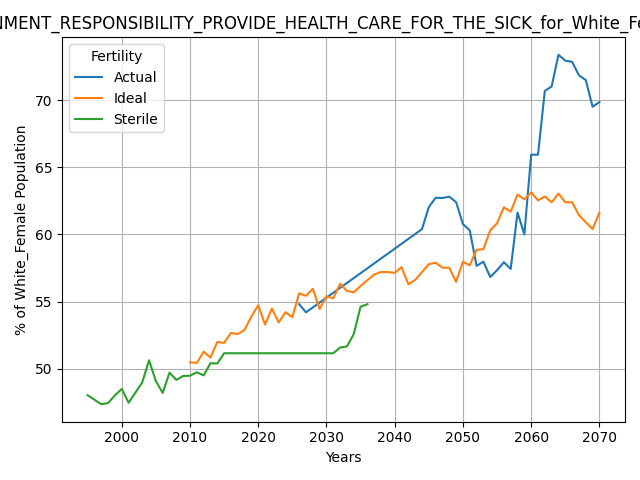 NMENT_RESPONSIBILITY_PROVIDE_HEALTH_CARE_FOR_THE_SICK_for_White_Fe
Fertility
Actual
Ideal
Sterile
% of White_Female Population
70
65
60
55
50
2000
2010
2020
2030
2040
2050
2060
2070
Years